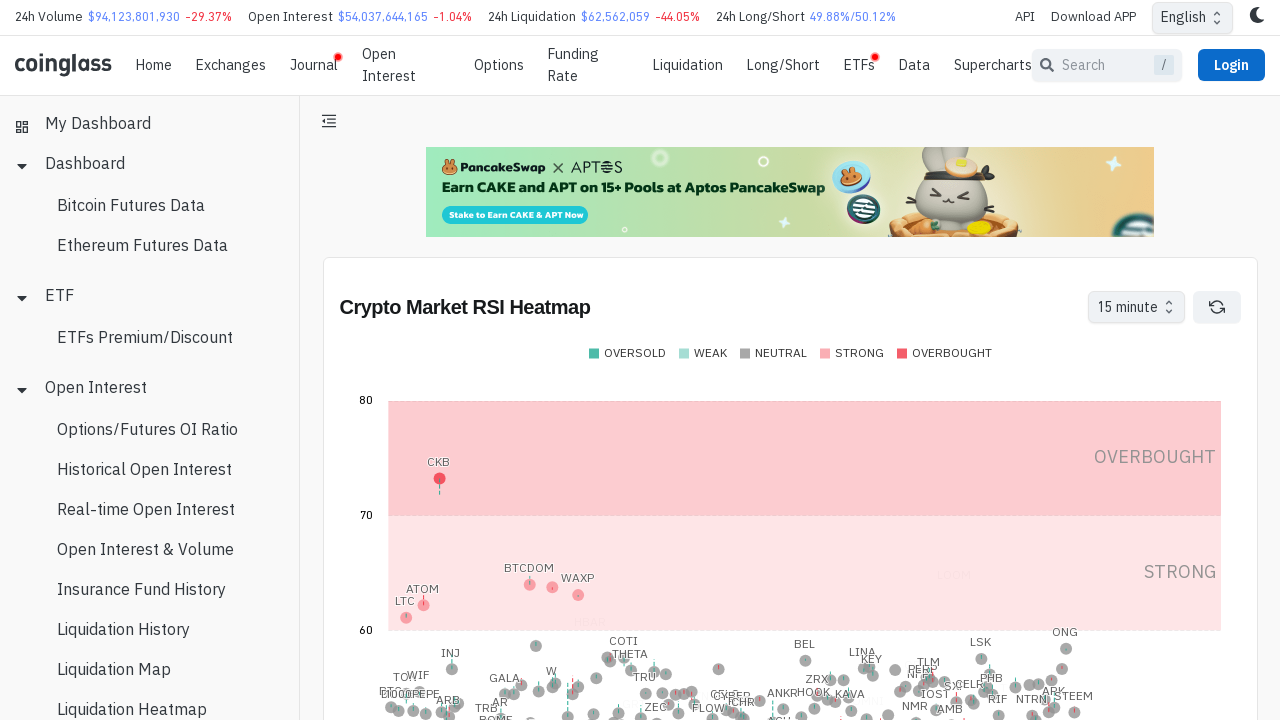 24h Volume $94,123,801,930 -29.37% Open Interest $54,037,644,165 -1.04% 24h Liquidation $62,562,059 -44.05% 24h Long/Short 49.88%/50.12% API Download APP English
coinglass Home Exchanges Journal Open Interest Options Funding Rate Liquidation Long/Short ETFs Data Supercharts Search / Login
My Dashboard
Dashboard
Bitcoin Futures Data
Ethereum Futures Data
ETF
ETFs Premium/Discount
Open Interest
Options/Futures OI Ratio
Historical Open Interest
Real-time Open Interest
Open Interest & Volume
Insurance Fund History
Liquidation History
Liquidation Map
Liquidation Heatmap
PancakeSwap × APTOS
Earn CAKE and APT on 15+ Pools at Aptos PancakeSwap
Stake to Earn CAKE & APT Now
Crypto Market RSI Heatmap
15 minute
OVERSOLD WEAK NEUTRAL STRONG OVERBOUGHT
80
OVERBOUGHT
CKB
70
BTCDOM
STRONG
WAXP
ATOM
LTC
60
ONG
COTI
BEL
LSK
INJ
THETA
LINA
KEY
TLM
WIF
W
GALA
TRU
ZRX
PHB
CELR
ANKR
HOOK
KAVA
IOST
ARK
STEEM
ARB
AR
RIF
NTRN
TRB
ZEC
FLOW
CHR
NMR
AMB